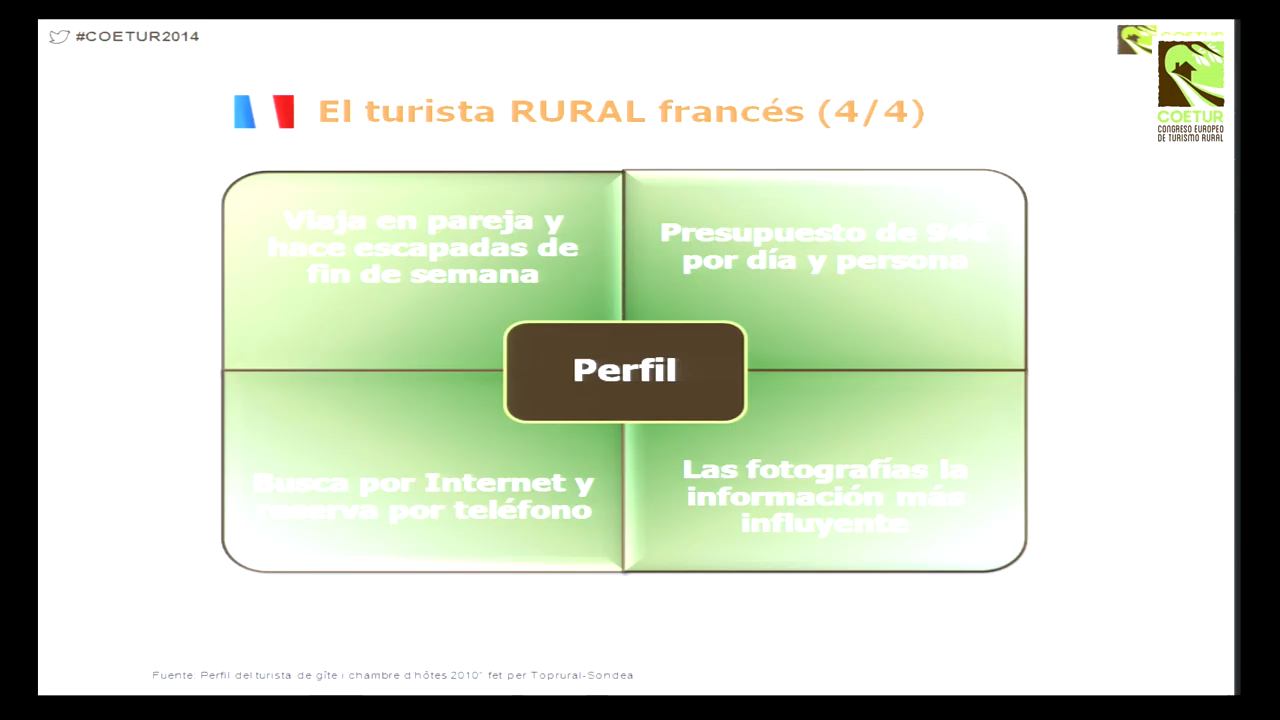 #COETUR2014
COETUR
CONGRESO EUROPEO
DE TURISMO RURAL
El turista RURAL francés (4/4)
Viaja en pareja y
hace escapadas de
fin de semana
Presupuesto de
por día y persona
Perfil
Busca por Internet y
reserva por teléfono
Las fotografías la
información más
influyente
Fuente: Perfil del turista de gîte i chambre d'hôtes 2010" fet per Toprural-Sondea